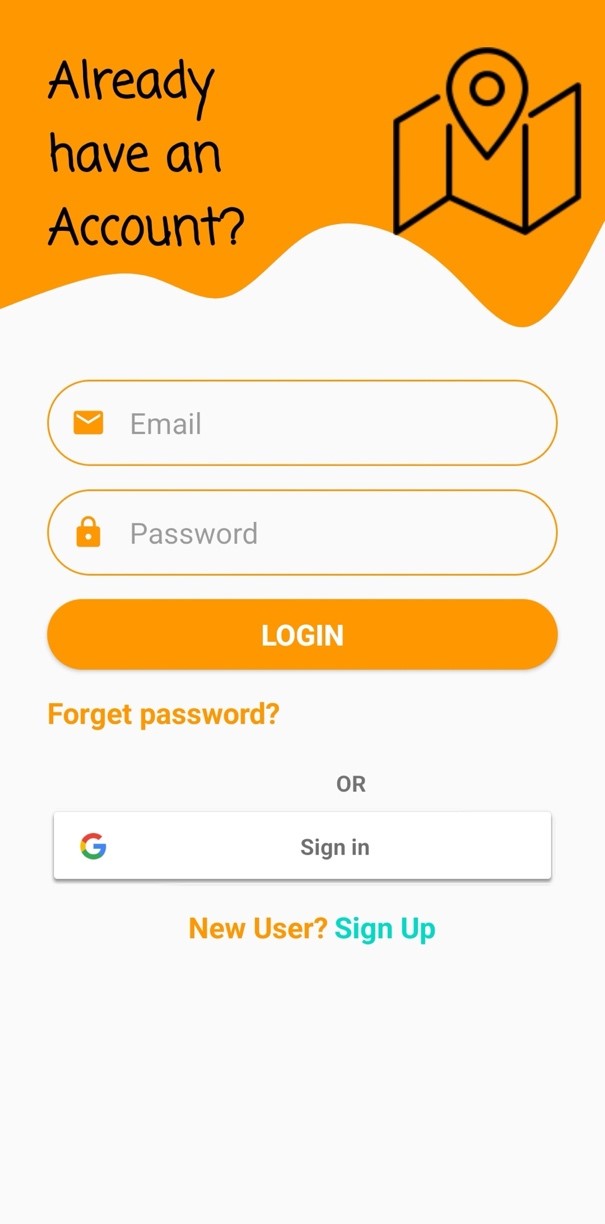 Already
have an
Account?
Email
Password
LOGIN
Forget password?
OR
Sign in
New User? Sign Up